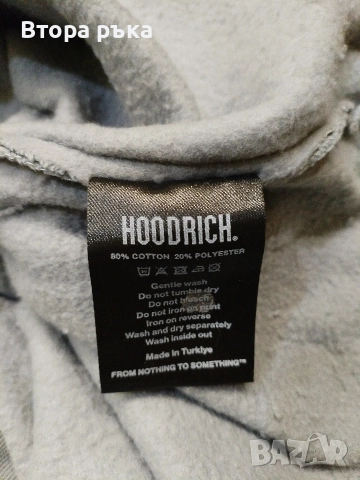 Втора ръка
HOODRICH.
80% COTTON 20% POLYESTER
Gentle wash
Do not tumble dry
Do not bleach
Do not iron on print
Iron on reverse
Wash and dry separately
Wash inside out
Made in Turkiye
FROM NOTHING TO SOMETHING™
BAZAR
bg